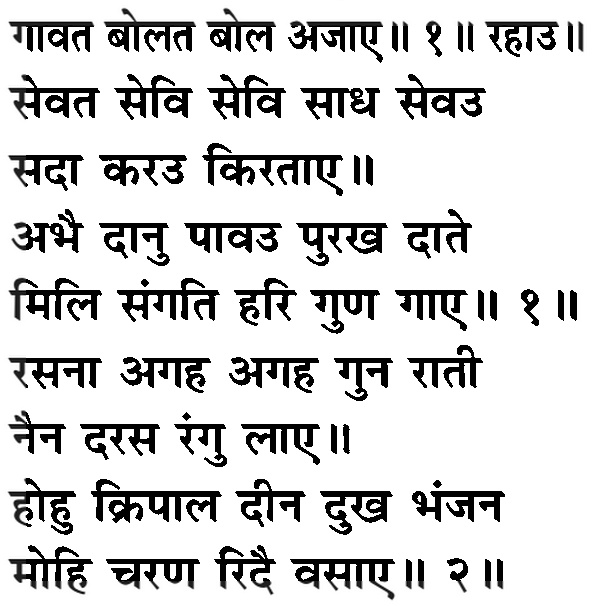 गावत बोलत बोल अजाए॥ १॥ रहाउ॥
सेवत सेवि सेवि साध सेवउ
सदा करउ किरताए॥
अभै दानु पावउ पुरख दाते
मिलि संगति हरि गुण गाए॥ १॥
रसना अगह अगह गुन राती
नैन दरस रंगु लाए॥
होहु क्रिपाल दीन दुख भंजन
मोहि चरण रिदै वसाए॥ २॥